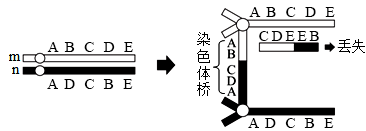 A B C D E
m
n
A D C B E
A B C D E
C D E E B
丢失
染色体桥
A B C D A
A D C B E